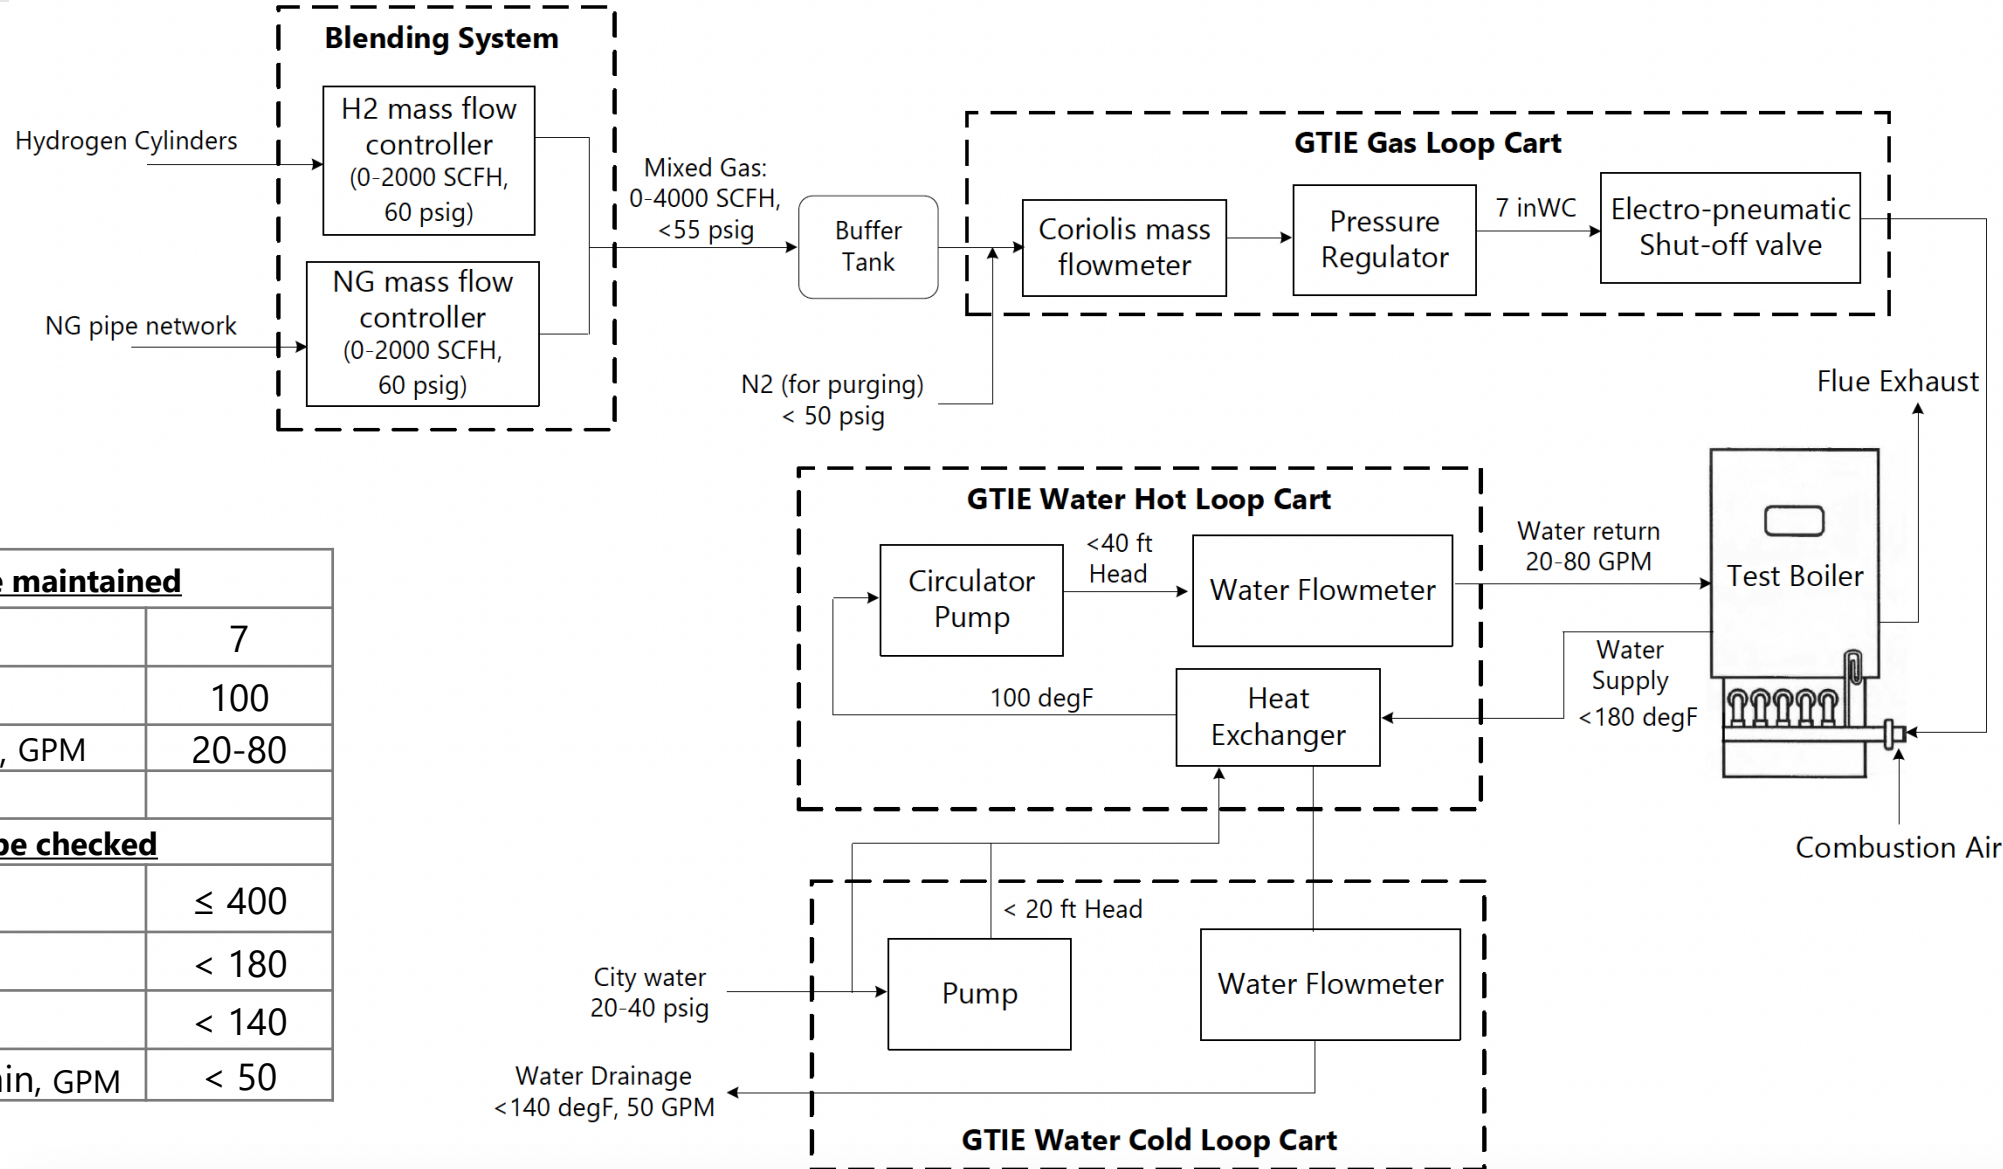 Blending System
H2 mass flow
controller
(0-2000 SCFH,
60 psig)
Hydrogen Cylinders
NG mass flow
controller
(0-2000 SCFH,
60 psig)
NG pipe network
Mixed Gas:
0-4000 SCFH,
<55 psig
Buffer
Tank
N2 (for purging)
< 50 psig
GTIE Gas Loop Cart
Coriolis mass
flowmeter
Pressure
Regulator
7 inWC
Electro-pneumatic
Shut-off valve
Flue Exhaust
GTIE Water Hot Loop Cart
Circulator
Pump
<40 ft
Head
Water Flowmeter
Water return
20-80 GPM
Test Boiler
Water
Supply
<180 degF
Heat
Exchanger
100 degF
Combustion Air
< 20 ft Head
City water
20-40 psig
Pump
Water Flowmeter
Water Drainage
<140 degF, 50 GPM
GTIE Water Cold Loop Cart
maintained
7
100
, GPM 20-80
be checked
≤ 400
< 180
< 140
in, GPM < 50